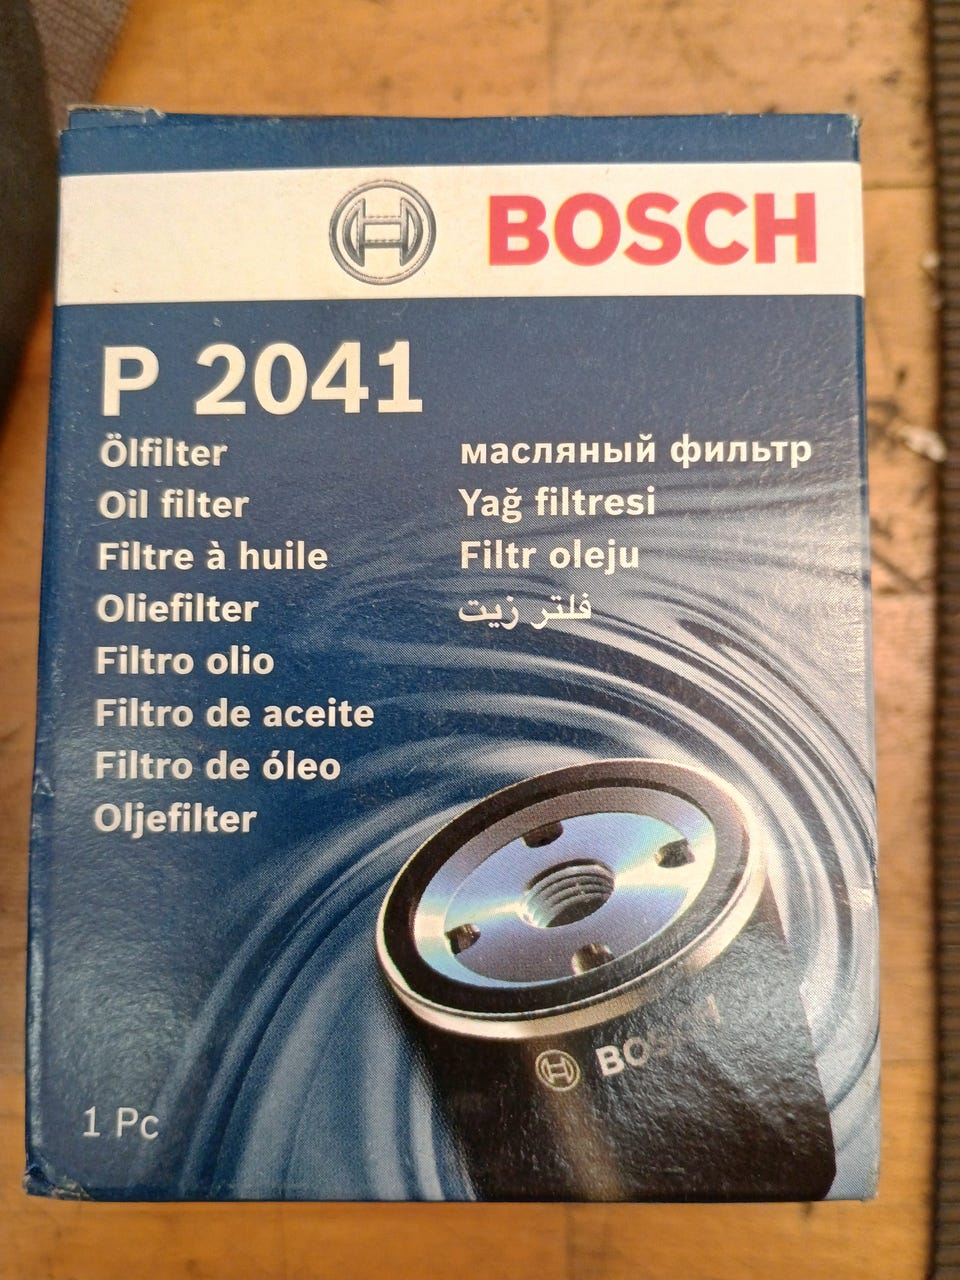 BOSCH
P 2041
Ölfilter
Oil filter
Filtre à huile
Oliefilter
Filtro olio
Filtro de aceite
Filtro de óleo
Oljefilter
масляный фильтр
Yağ filtresi
Filtr oleju
فلتر زيت
BOSCH
1 Pc